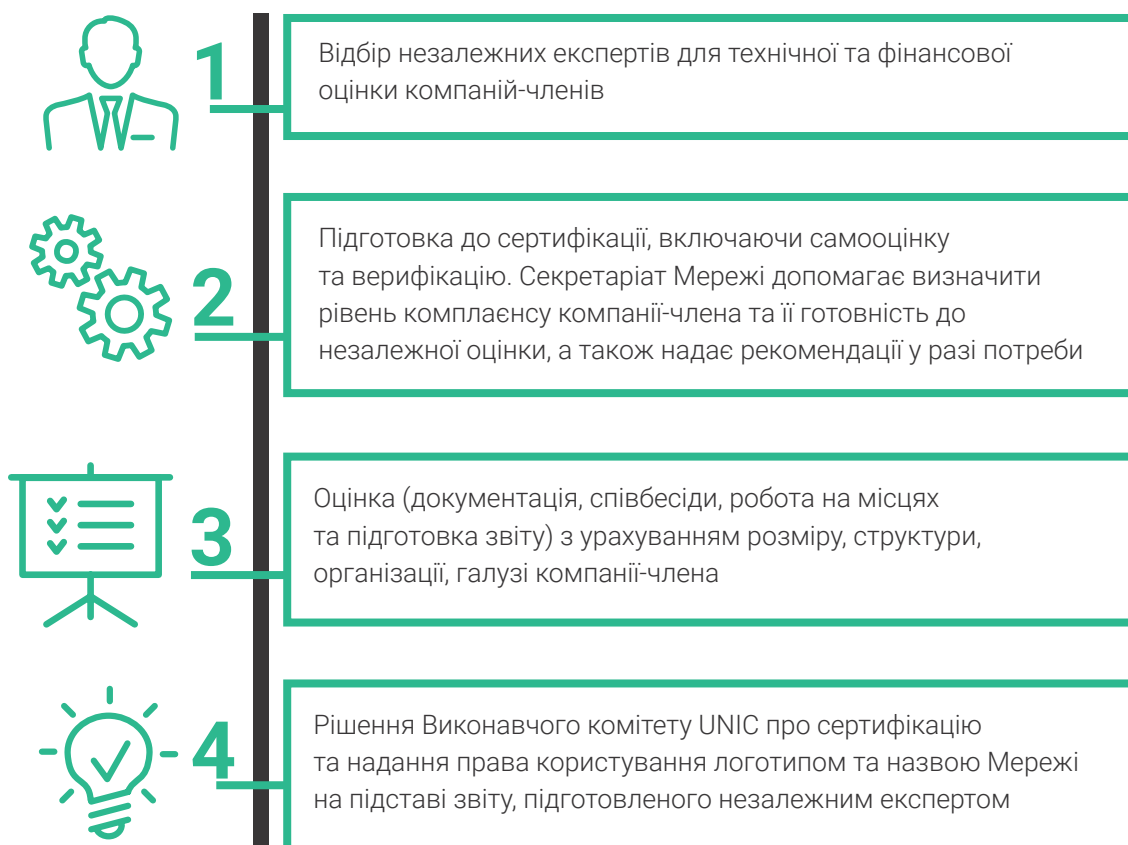 1
Відбір незалежних експертів для технічної та фінансової
оцінки компаній-членів
2
Підготовка до сертифікації, включаючи самооцінку
та верифікацію. Секретаріат Мережі допомагає визначити
рівень комплаєнсу компанії-члена та її готовність до
незалежної оцінки, а також надає рекомендації у разі потреби
3
Оцінка (документація, співбесіди, робота на місцях
та підготовка звіту) з урахуванням розміру, структури,
організації, галузі компанії-члена
4
Рішення Виконавчого комітету UNIC про сертифікацію
та надання права користування логотипом та назвою Мережі
на підставі звіту, підготовленого незалежним експертом